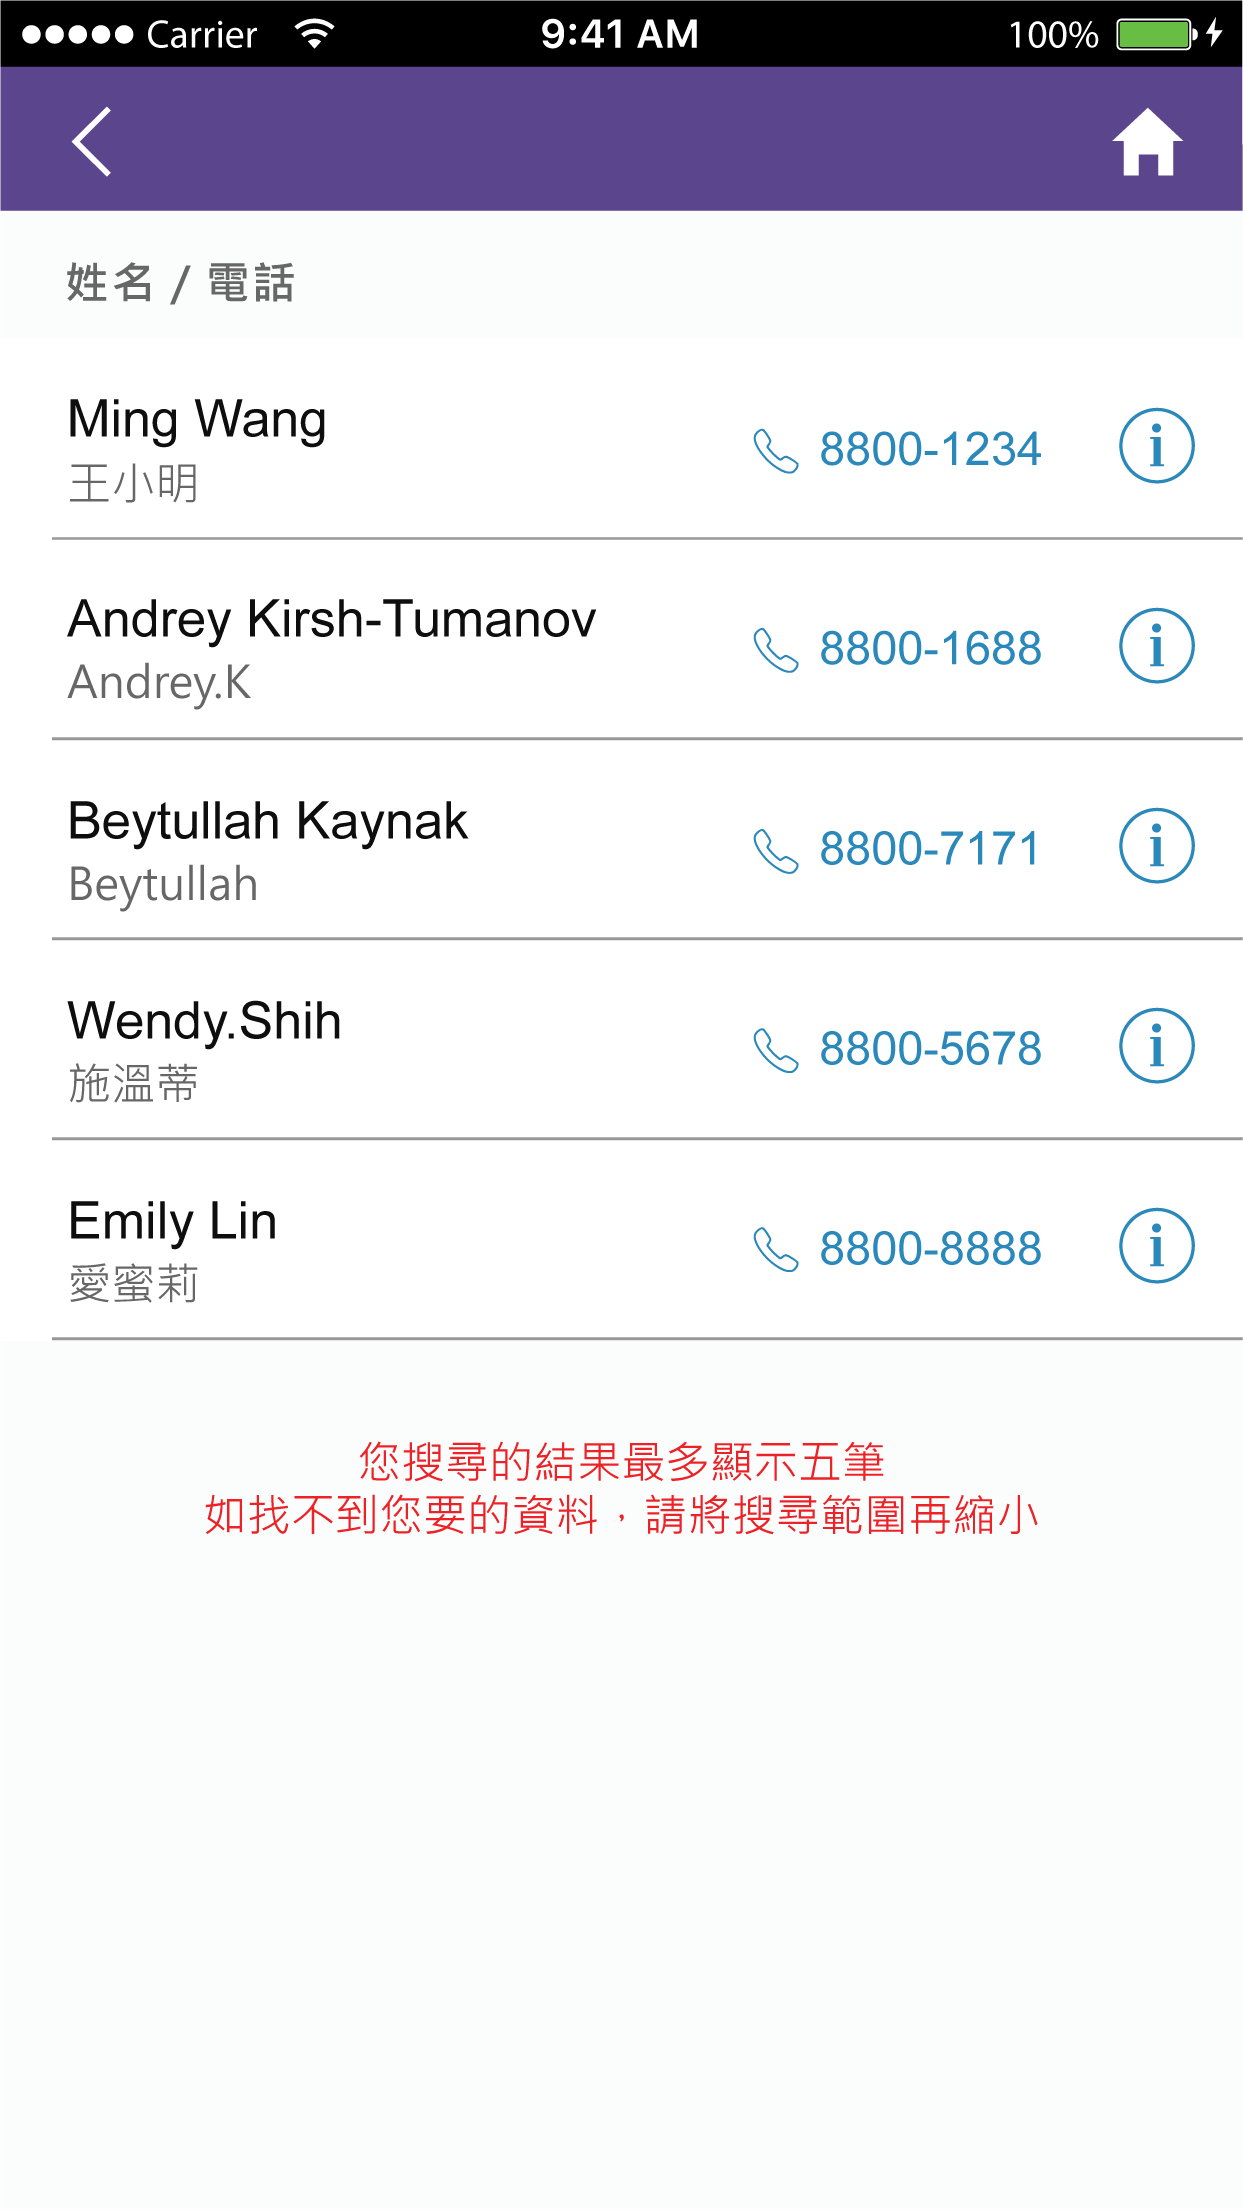 Carrier 9:41 AM 100%
姓名 / 電話
Ming Wang
王小明
8800-1234
Andrey Kirsh-Tumanov
Andrey.K
8800-1688
Beytullah Kaynak
Beytullah
8800-7171
Wendy.Shih
施溫蒂
8800-5678
Emily Lin
愛蜜莉
8800-8888
您搜尋的結果最多顯示五筆
如找不到您要的資料，請將搜尋範圍再縮小